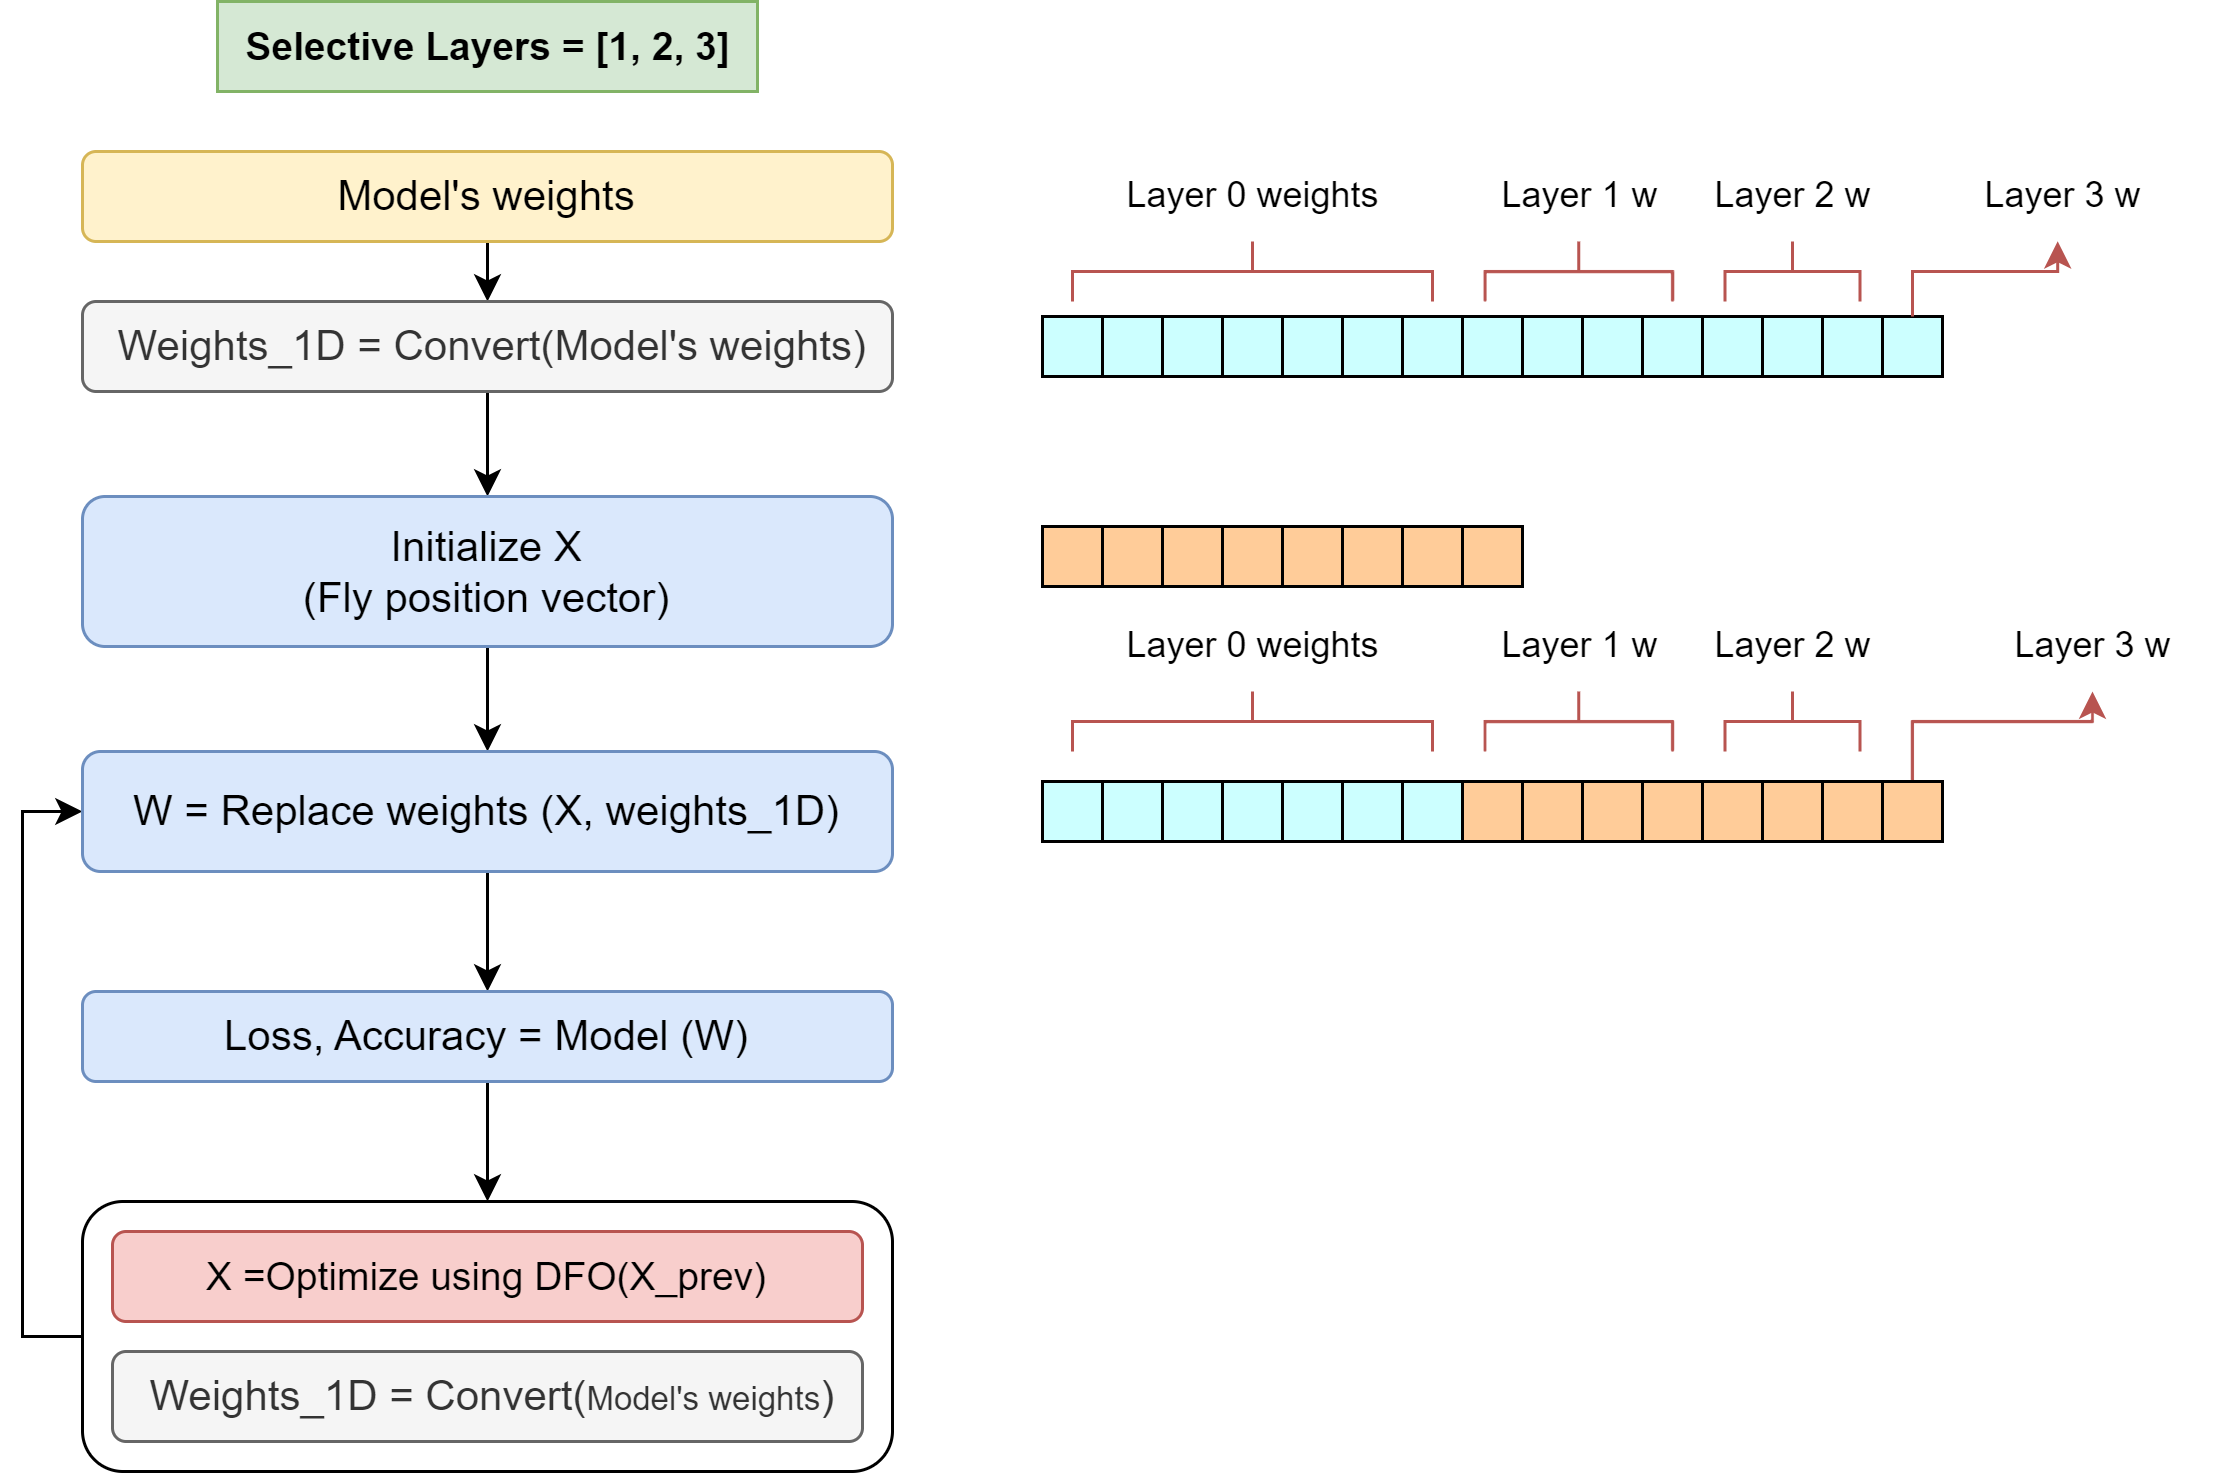 Selective Layers = [1, 2, 3]
Model's weights
Layer 0 weights
Layer 1 w
Layer 2 w
Layer 3 w
Weights_1D = Convert(Model's weights)
Initialize X
(Fly position vector)
Layer 0 weights
Layer 1 w
Layer 2 w
Layer 3 w
W = Replace weights (X, weights_1D)
Loss, Accuracy = Model (W)
X =Optimize using DFO(X_prev)
Weights_1D = Convert(Model's weights)